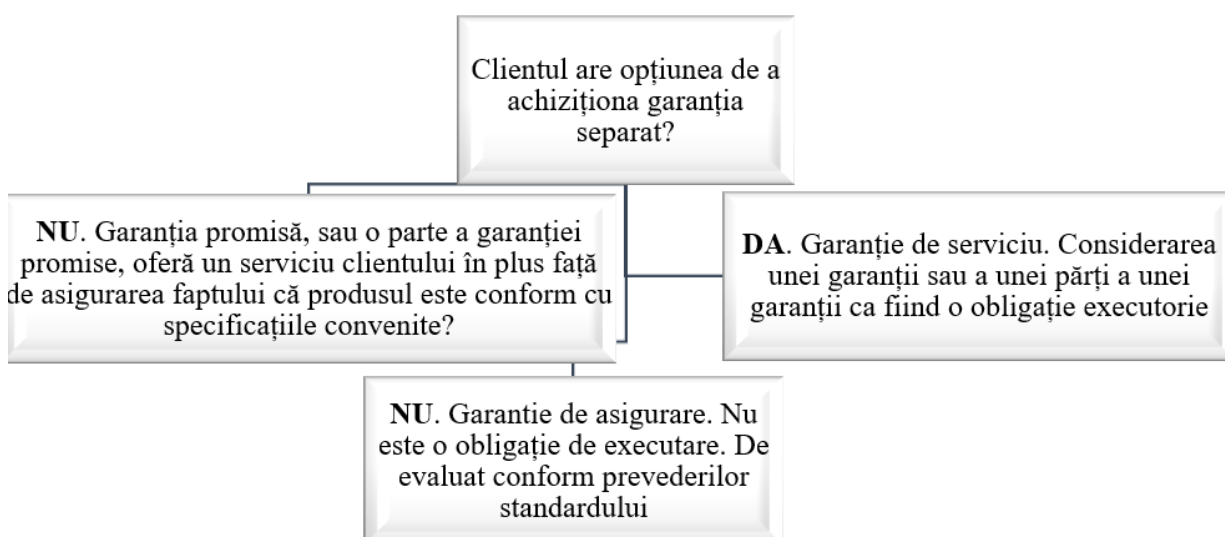 Clientul are opțiunea de a
achiziționa garanția
separat?
NU. Garanția promisă, sau o parte a garanției
promise, oferă un serviciu clientului în plus față
de asigurarea faptului că produsul este conform cu
specificațiile convenite?
DA. Garanție de serviciu. Considerarea
unei garanții sau a unei părți a unei
garanții ca fiind o obligație executorie
NU. Garantie de asigurare. Nu
este o obligație de executare. De
evaluat conform prevederilor
standardului